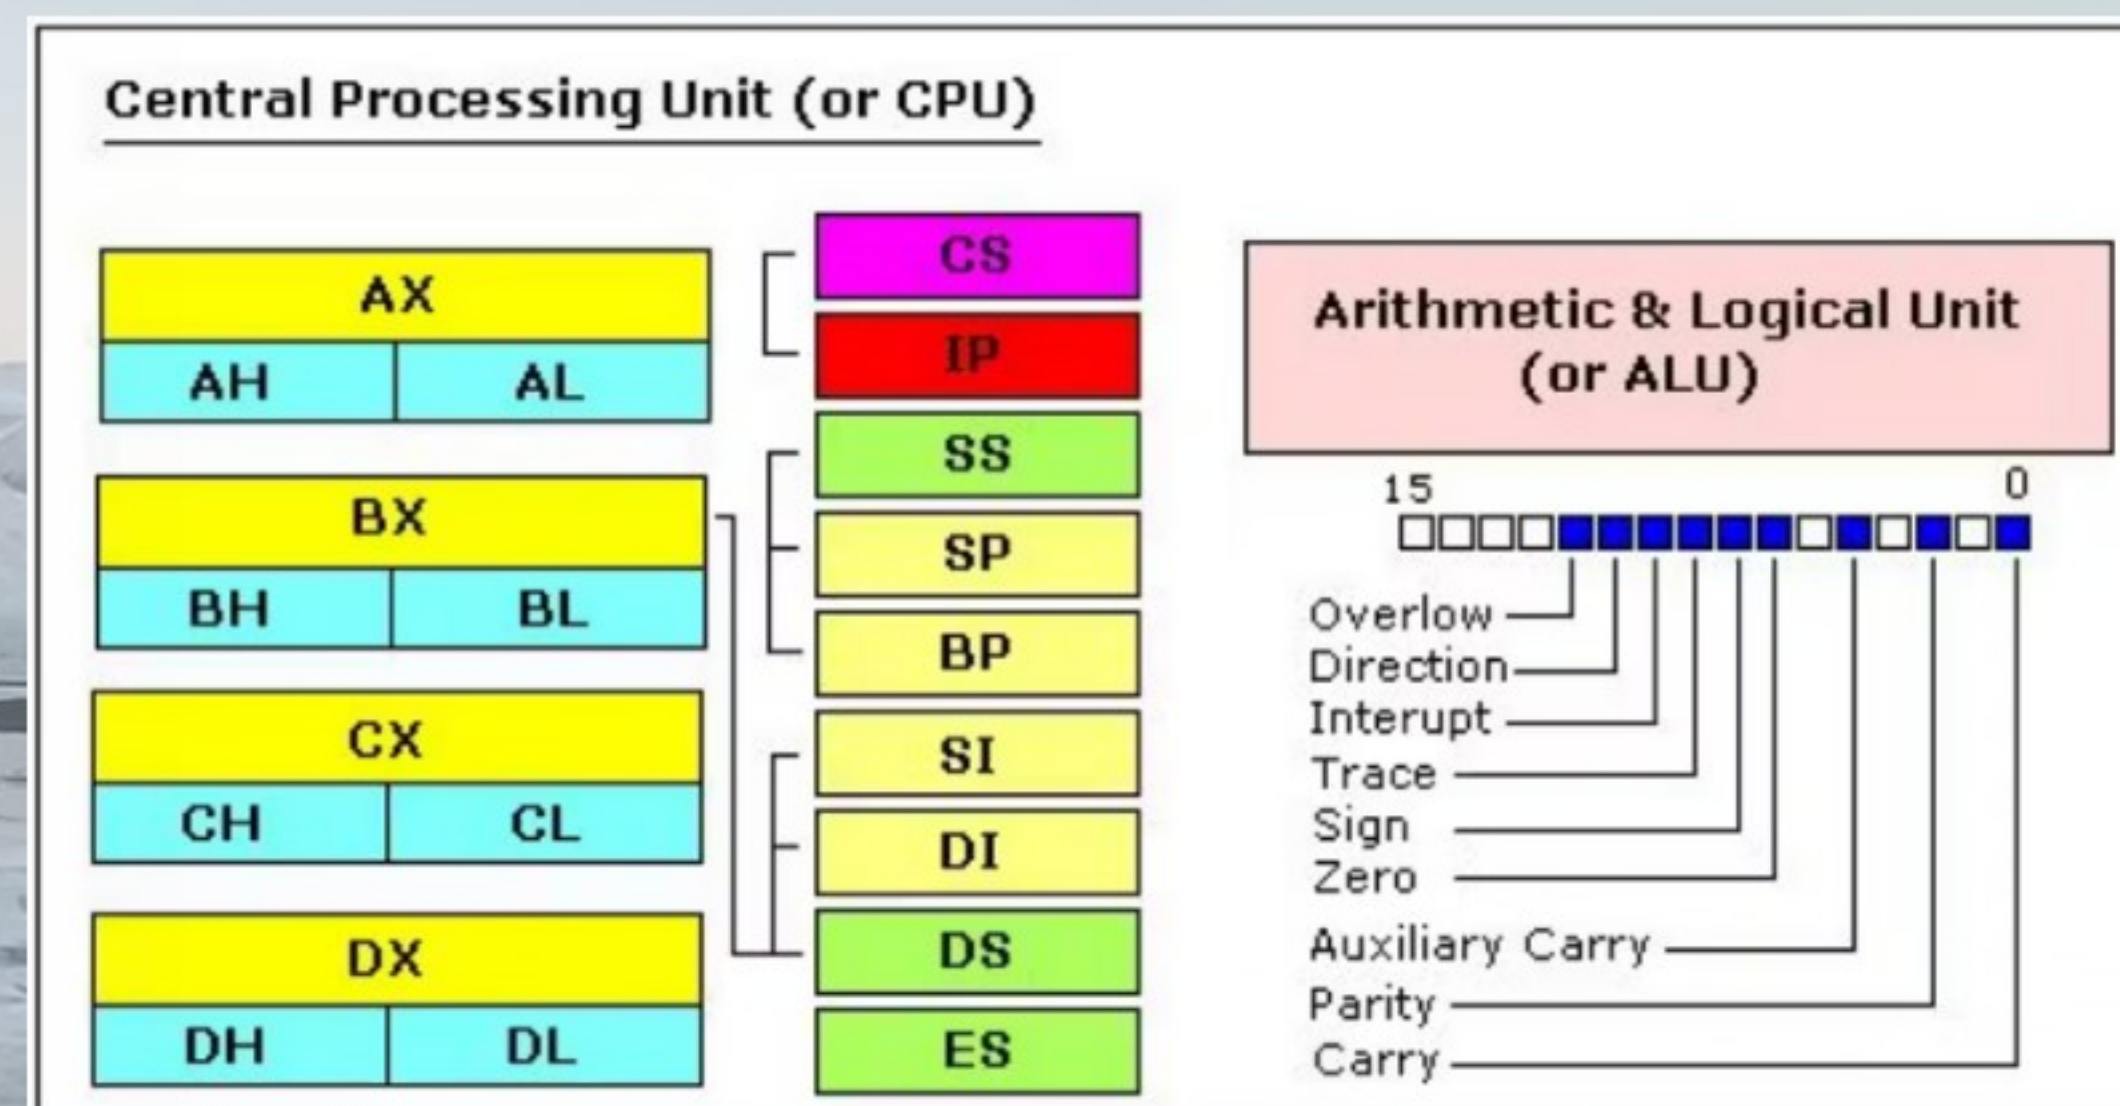 Central Processing Unit (or CPU)
AX
AH AL
BX
BH BL
CX
CH CL
DX
DH DL
CS
IP
SS
SP
BP
SI
DI
DS
ES
Arithmetic & Logical Unit
(or ALU)
15 0
Overlow
Direction
Interupt
Trace
Sign
Zero
Auxiliary Carry
Parity
Carry